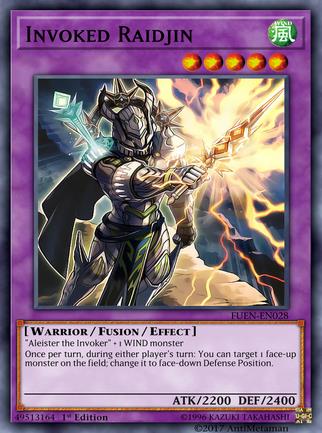 INVOKED RAIDJIN
WIND
風
FUEN-EN028
[WARRIOR / FUSION / EFFECT]
"Aleister the Invoker" + 1 WIND monster
Once per turn, during either player's turn: You can target 1 face-up
monster on the field; change it to face-down Defense Position.
ATK/2200 DEF/2400
49513164 1st Edition ©1996 KAZUKI TAKAHASHI
©2017 AntiMetaman